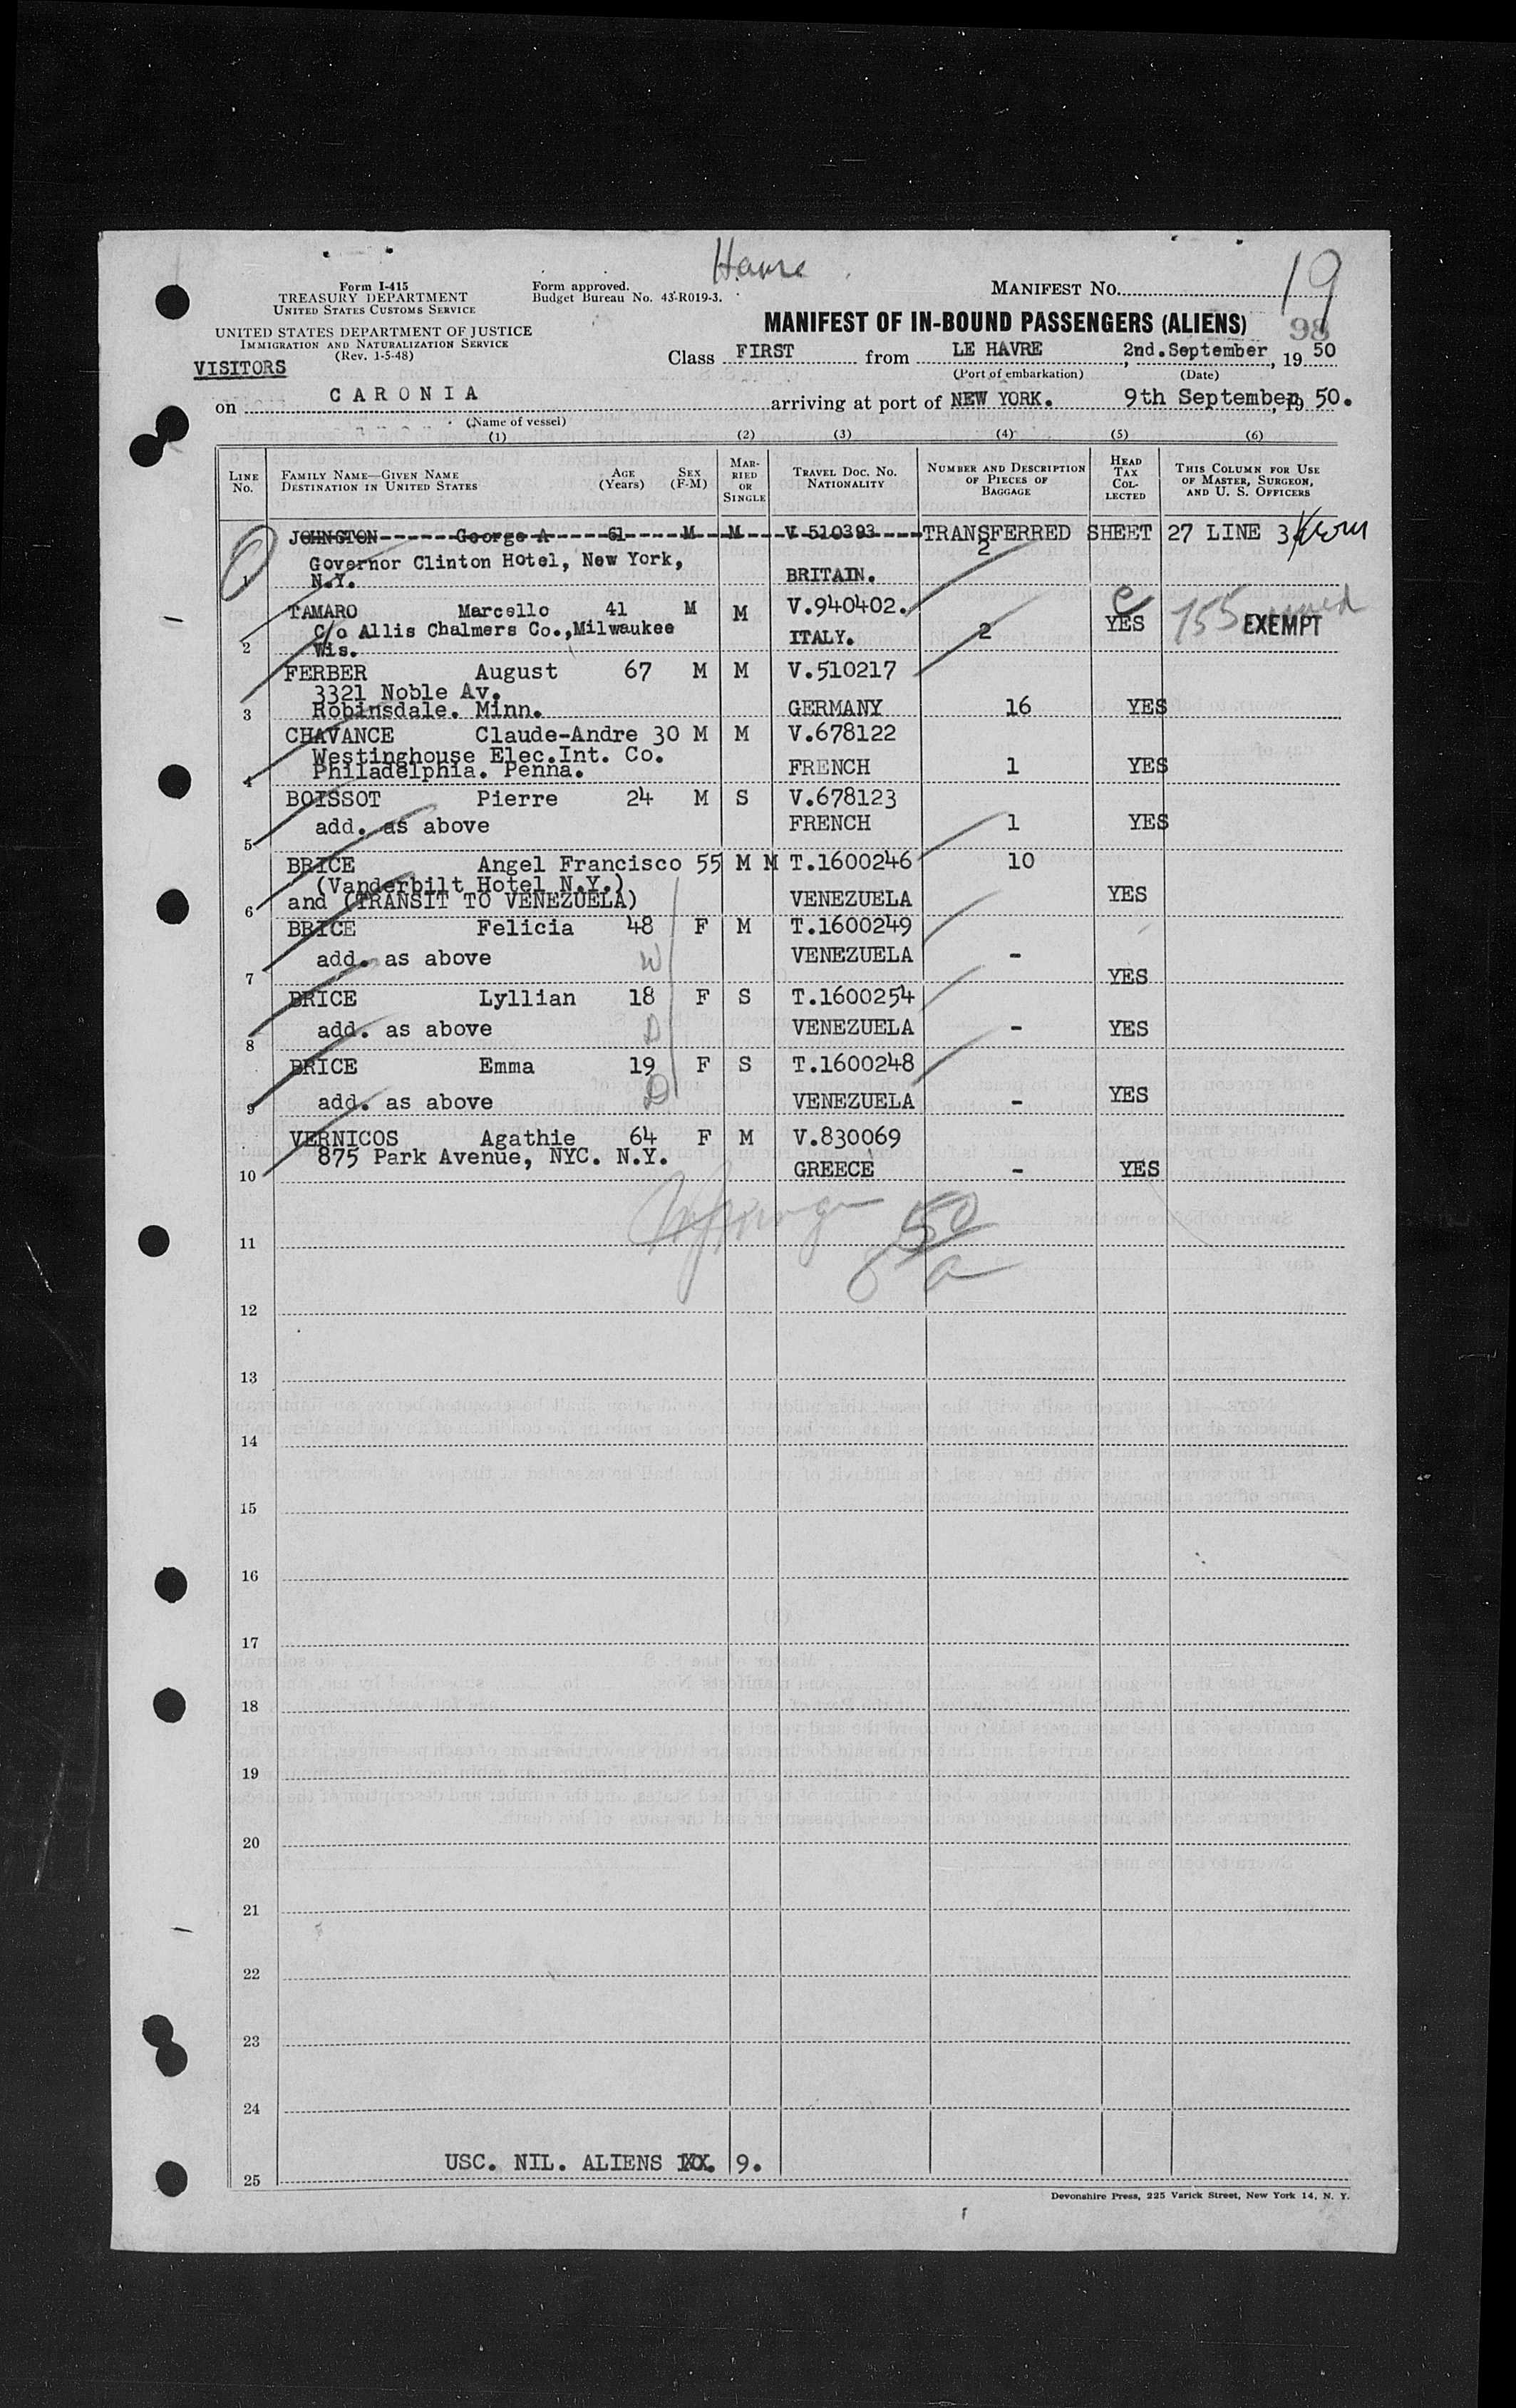 Havre
19
98
Form I-415
TREASURY DEPARTMENT
UNITED STATES CUSTOMS SERVICE
UNITED STATES DEPARTMENT OF JUSTICE
IMMIGRATION AND NATURALIZATION SERVICE
(Rev. 1-5-48)
Form approved.
Budget Bureau No. 43-R019-3.
MANIFEST NO.
MANIFEST OF IN-BOUND PASSENGERS (ALIENS)
VISITORS
Class FIRST from LE HAVRE, 2nd.September, 19 50
(Port of embarkation) (Date)
on CARONIA arriving at port of NEW YORK. 9th September, 19 50.
(Name of vessel)
(1) (2) (3) (4) (5) (6)
LINE No. FAMILY NAME—GIVEN NAME DESTINATION IN UNITED STATES AGE (Years) SEX (F-M) MARRIED OR SINGLE TRAVEL DOC. NO. NATIONALITY NUMBER AND DESCRIPTION OF PIECES OF BAGGAGE HEAD TAX COLLECTED THIS COLUMN FOR USE OF MASTER, SURGEON, AND U. S. OFFICERS
JOHNGTON George A 61 M M V 510393 TRANSFERRED SHEET 27 LINE 3
Governor Clinton Hotel, New York, 2
1 N.Y. BRITAIN.
TAMARO Marcello 41 M M V.940402.
c/o Allis Chalmers Co.,Milwaukee ITALY. 2 YES 155 EXEMPT
2 Wis.
FERBER August 67 M M V.510217
3321 Noble Av.
3 Robinsdale. Minn. GERMANY 16 YES
CHAVANCE Claude-Andre 30 M M V.678122
Westinghouse Elec.Int. Co.
4 Philadelphia. Penna. FRENCH 1 YES
BOISSOT Pierre 24 M S V.678123
5 add. as above FRENCH 1 YES
BRICE Angel Francisco 55 M M T.1600246 10
(Vanderbilt Hotel N.Y.)
6 and (TRANSIT TO VENEZUELA) VENEZUELA YES
BRICE Felicia 48 F M T.1600249
7 add. as above W VENEZUELA - YES
BRICE Lyllian 18 F S T.1600254
8 add. as above D VENEZUELA - YES
BRICE Emma 19 F S T.1600248
9 add. as above D VENEZUELA - YES
VERNICOS Agathie 64 F M V.830069
875 Park Avenue, NYC. N.Y.
10 GREECE - YES
11
12
13
14
15
16
17
18
19
20
21
22
23
24
USC. NIL. ALIENS 9.
25
Devonshire Press, 225 Varick Street, New York 14, N. Y.